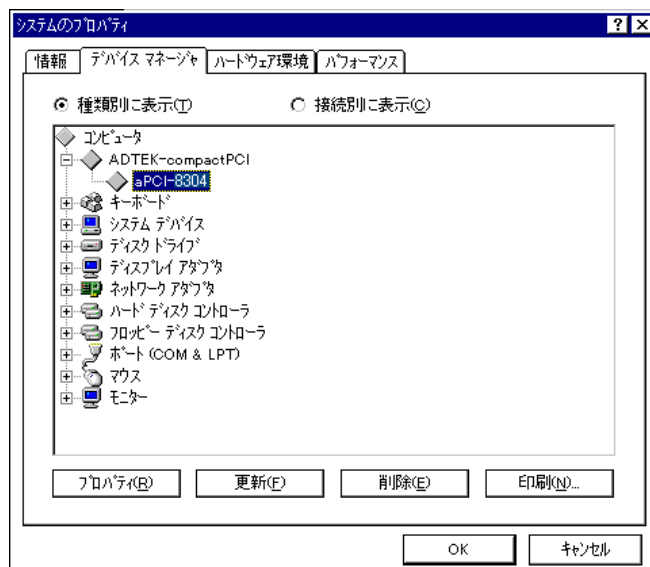 システムのプロパティ
情報 デバイス マネージャ ハードウェア環境 パフォーマンス
種類別に表示(T) 接続別に表示(C)
コンピュータ
ADTEK-compactPCI
aPCI-8304
キーボード
システム デバイス
ディスク ドライブ
ディスプレイ アダプタ
ネットワーク アダプタ
ハード ディスク コントローラ
フロッピー ディスク コントローラ
ポート (COM & LPT)
マウス
モニター
プロパティ(R) 更新(F) 削除(E) 印刷(N)...
OK キャンセル